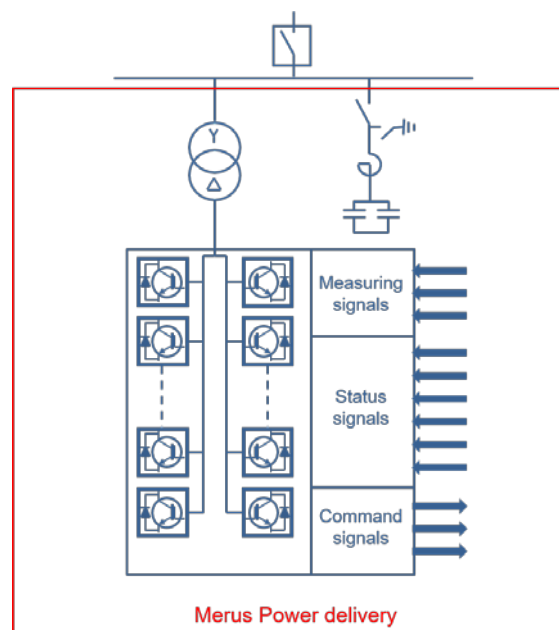 Y
Δ
Measuring
signals
Status
signals
Command
signals
Merus Power delivery